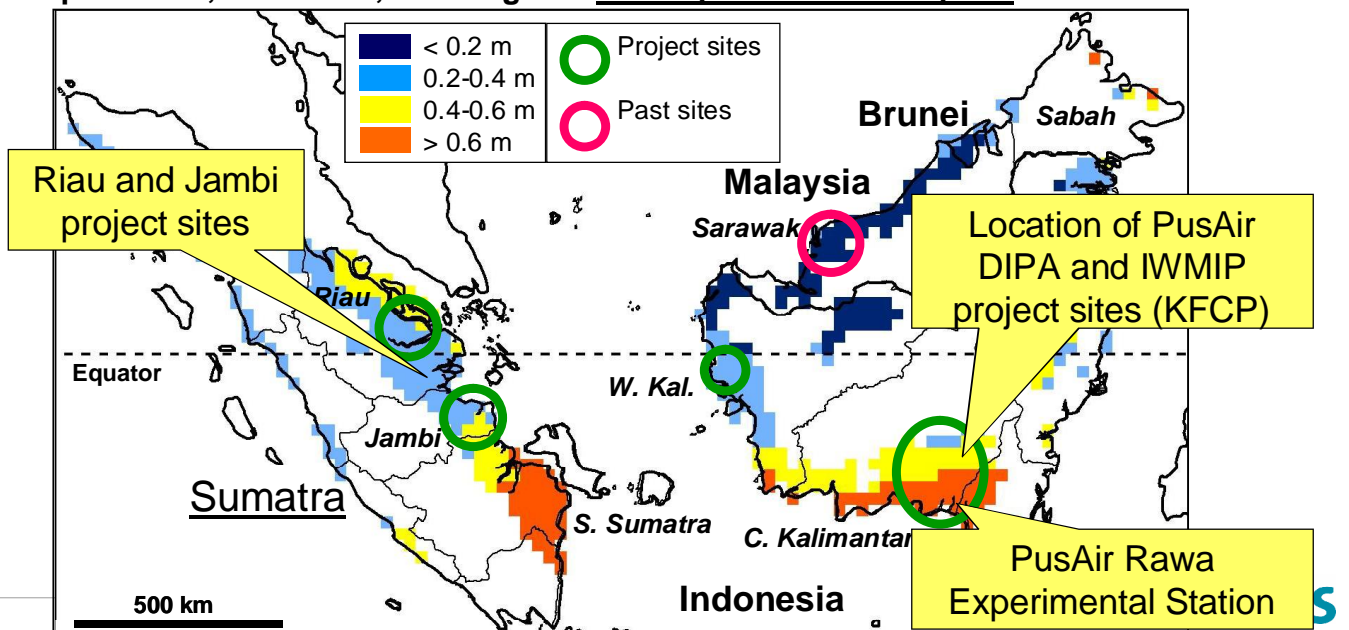 < 0.2 m
0.2-0.4 m
0.4-0.6 m
> 0.6 m
Project sites
Past sites
Brunei
Sabah
Malaysia
Sarawak
Riau and Jambi
project sites
Location of PusAir
DIPA and IWMIP
project sites (KFCP)
Riau
Equator
W. Kal.
Jambi
Sumatra
S. Sumatra
C. Kalimantan
PusAir Rawa
Experimental Station
Indonesia
500 km
S